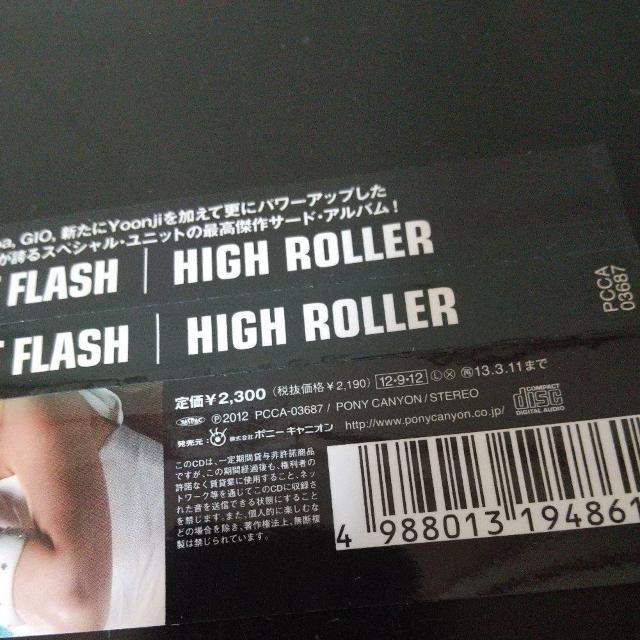 GIO, 新たにYoonjiを加えて更にパワーアップした
が誇るスペシャル・ユニットの最高傑作サード・アルバム!
FLASH | HIGH ROLLER
FLASH | HIGH ROLLER
PCCA
03687
定価¥2,300 (税抜価格¥2,190) 12-9-12 Ⓛ Ⓧ 13.3.11まで
Ⓟ2012 PCCA-03687 / PONY CANYON / STEREO
COMPACT
disc
DIGITAL AUDIO
発売元: 株式会社ポニーキャニオン http://www.ponycanyon.co.jp/
このCDは、一定期間貸与非許諾商品
ですが、この期間経過後も、権利者の
許諾なく賃貸業に使用すること、ネッ
トワーク等を通じてこのCDに収録され
た音を送信できる状態にすること
を禁じます。また、個人的に楽しむな
どの場合を除き、著作権法上、無断複
製は禁じられています。
4 988013 194861